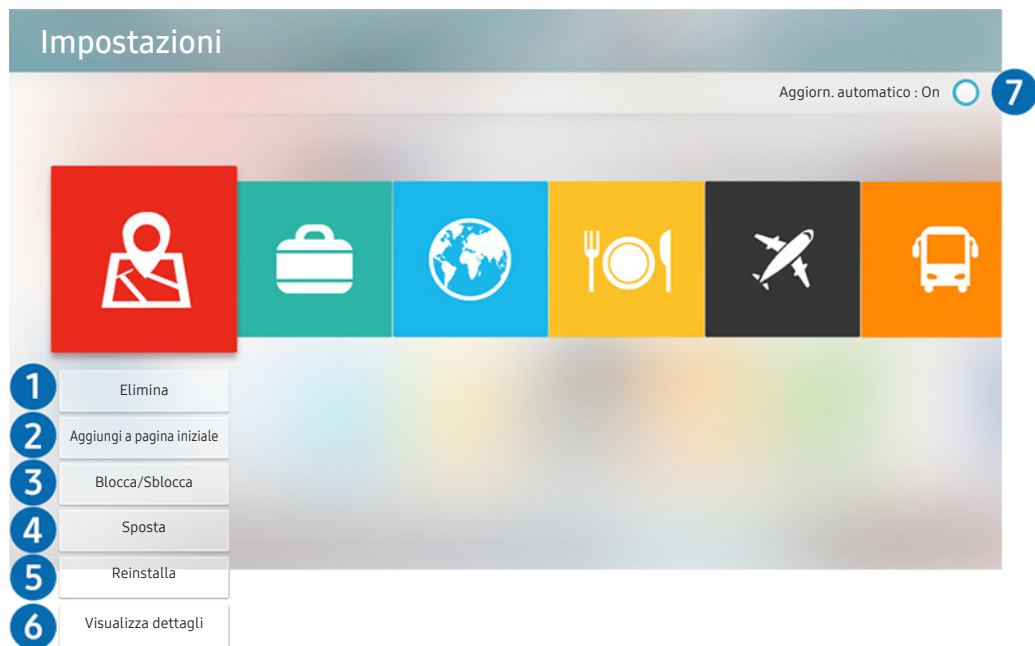 Impostazioni
Aggiorn. automatico : On
7
1
Elimina
2
Aggiungi a pagina iniziale
3
Blocca/Sblocca
4
Sposta
5
Reinstalla
6
Visualizza dettagli